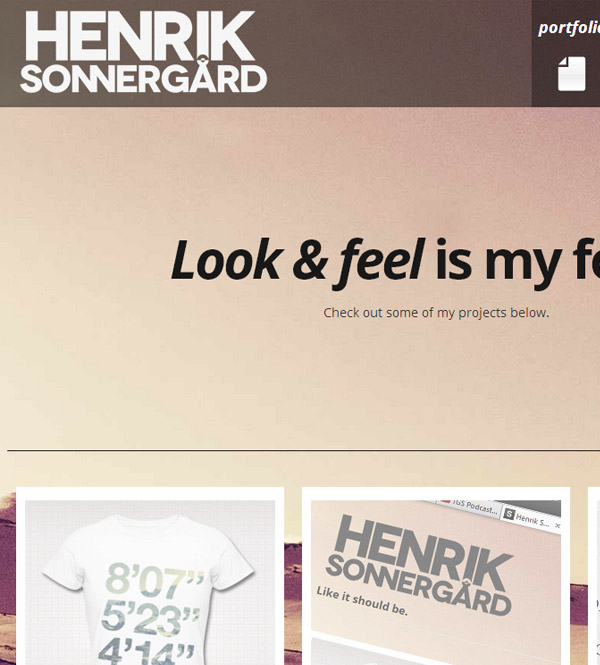 HENRIK
SONNERGÅRD
Look & feel is my
Check out some of my projects below.
8'07”
5'23”
4'14”
TGS Podcast...
S Henrik S...
HENRIK
SONNERGÅRD
Like it should be.